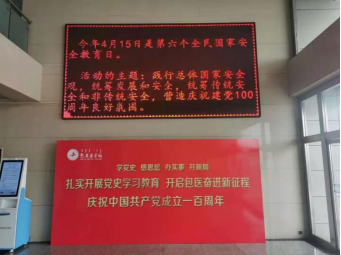 今年4月15日是第六个全民国家安
全教育日。
活动的主题：践行总体国家安全
观，统筹发展和安全，统筹传统安
全和非传统安全，营造庆祝建党100
周年良好氛围。
学党史 悟思想 办实事 开新局
扎实开展党史学习教育 开启包医奋进新征程
庆祝中国共产党成立一百周年